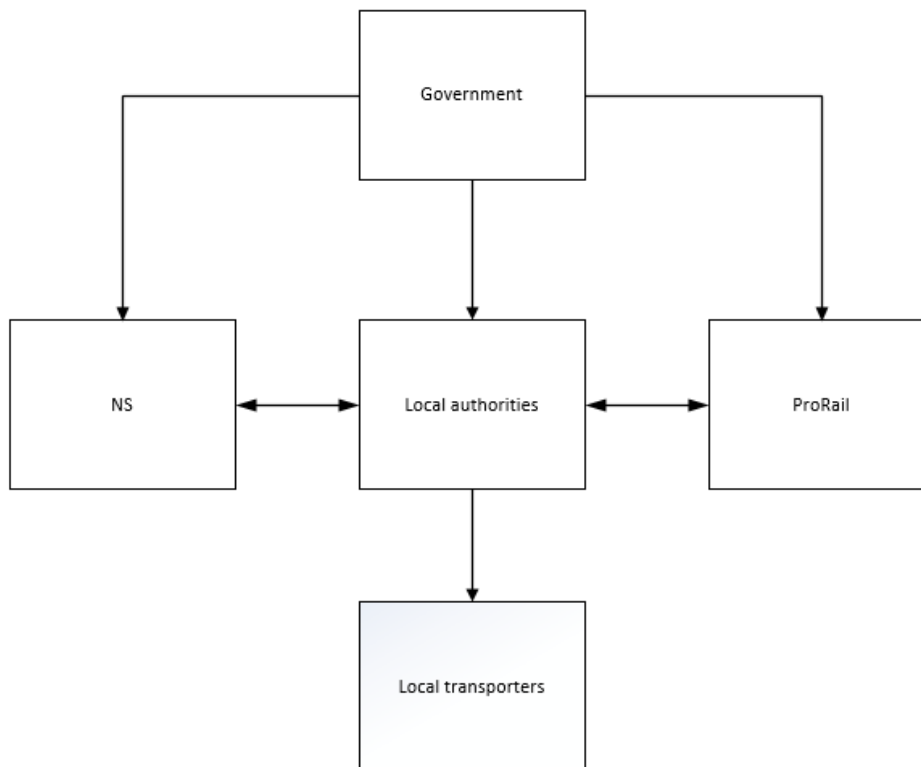 Government
NS
Local authorities
ProRail
Local transporters